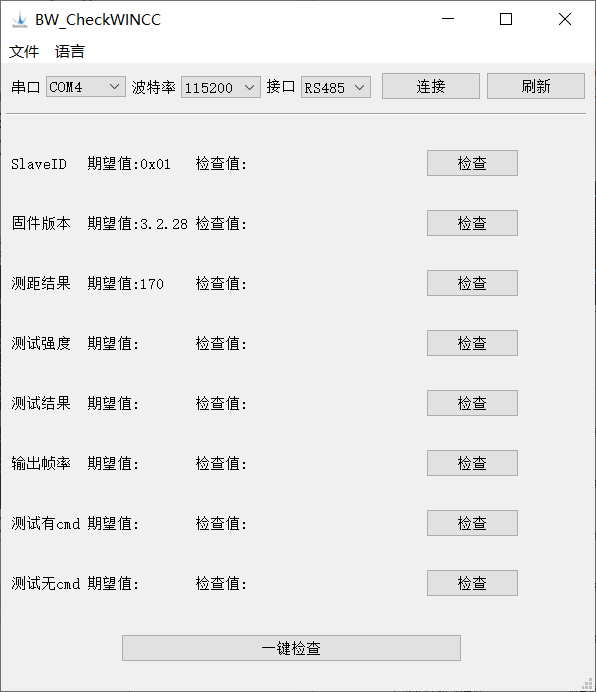 BW_CheckWINCC
文件 语言
串口 COM4 波特率 115200 接口 RS485 连接 刷新
SlaveID 期望值:0x01 检查值: 检查
固件版本 期望值:3.2.28 检查值: 检查
测距结果 期望值:170 检查值: 检查
测试强度 期望值: 检查值: 检查
测试结果 期望值: 检查值: 检查
输出帧率 期望值: 检查值: 检查
测试有cmd 期望值: 检查值: 检查
测试无cmd 期望值: 检查值: 检查
一键检查